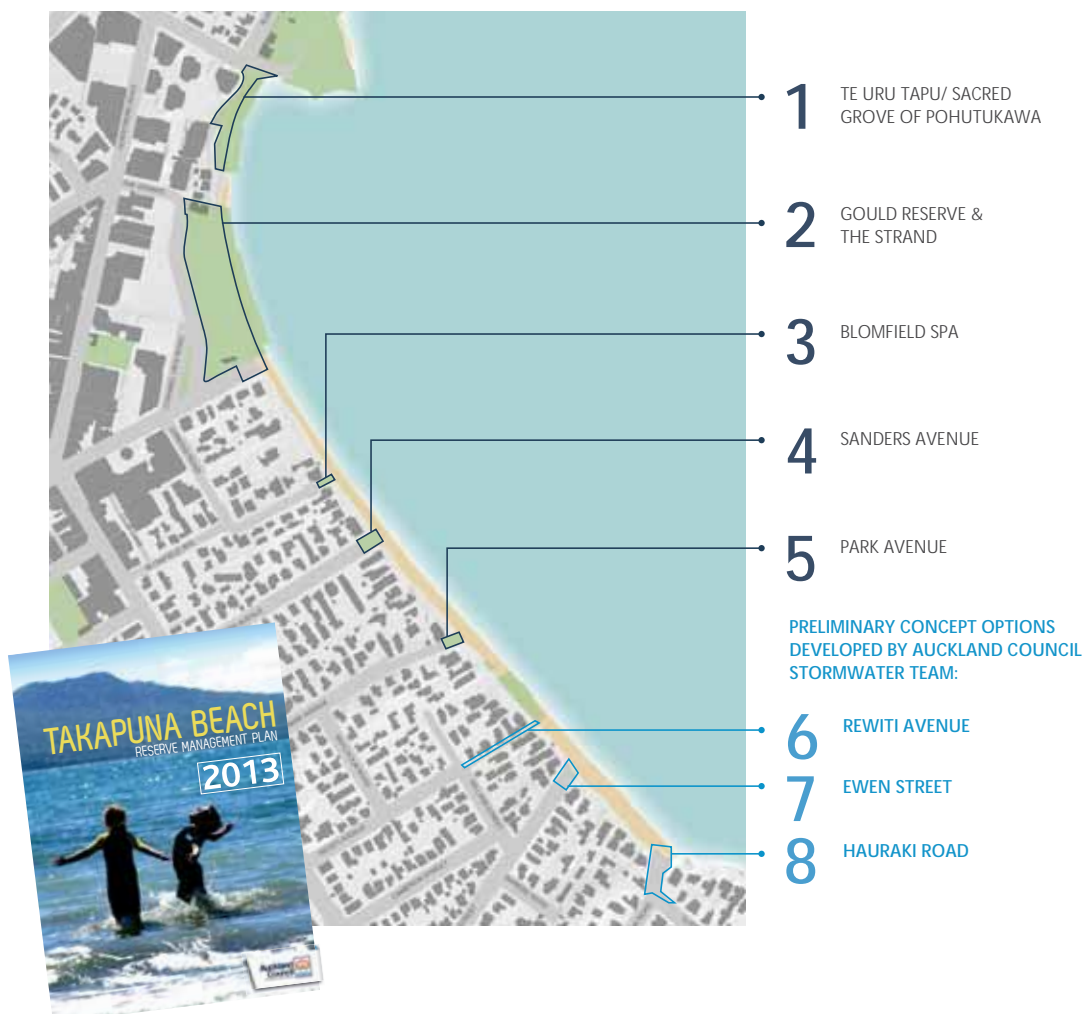 1
TE URU TAPU/ SACRED
GROVE OF POHUTUKAWA
2
GOULD RESERVE &
THE STRAND
3
BLOMFIELD SPA
4
SANDERS AVENUE
5
PARK AVENUE
PRELIMINARY CONCEPT OPTIONS
DEVELOPED BY AUCKLAND COUNCIL
STORMWATER TEAM:
6
REWITI AVENUE
7
EWEN STREET
8
HAURAKI ROAD
TAKAPUNA BEACH
RESERVE MANAGEMENT PLAN
2013
Auckland
Council